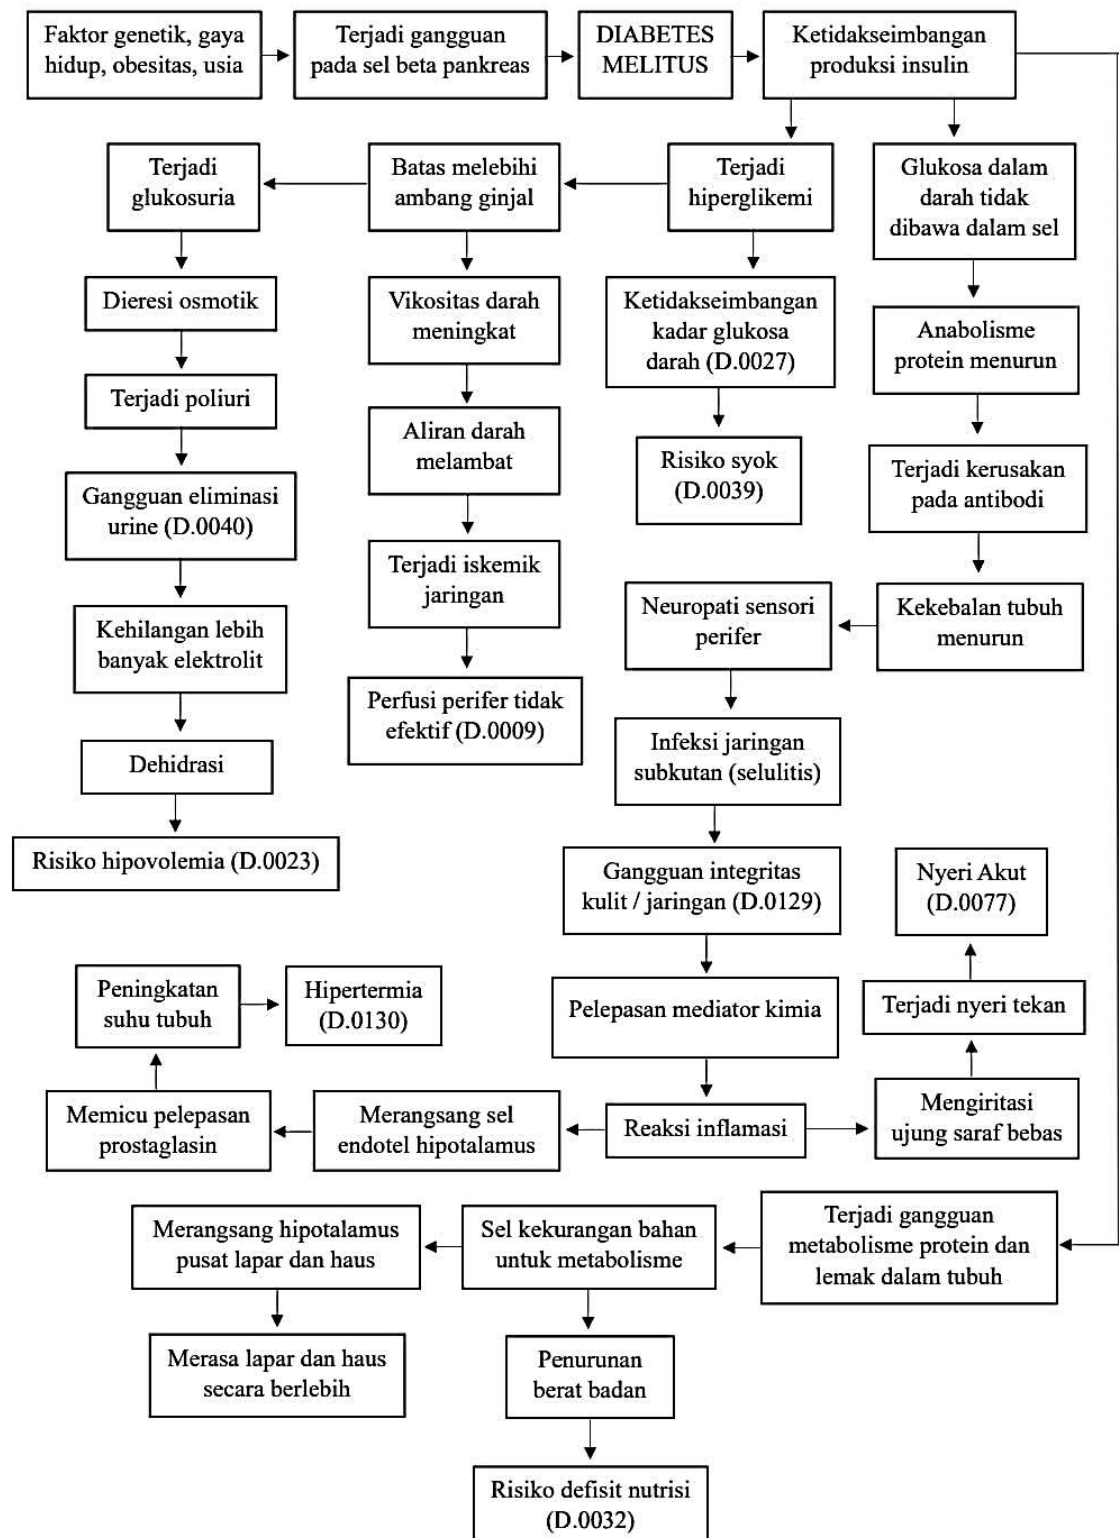 Faktor genetik, gaya
hidup, obesitas, usia
Terjadi gangguan
pada sel beta pankreas
DIABETES
MELITUS
Ketidakseimbangan
produksi insulin
Terjadi
glukosuria
Batas melebihi
ambang ginjal
Terjadi
hiperglikemi
Glukosa dalam
darah tidak
dibawa dalam sel
Dieresi osmotik
Vikositas darah
meningkat
Ketidakseimbangan
kadar glukosa
darah (D.0027)
Anabolisme
protein menurun
Terjadi poliuri
Aliran darah
melambat
Risiko syok
(D.0039)
Terjadi kerusakan
pada antibodi
Gangguan eliminasi
urine (D.0040)
Terjadi iskemik
jaringan
Neuropati sensori
perifer
Kekebalan tubuh
menurun
Kehilangan lebih
banyak elektrolit
Perfusi perifer tidak
efektif (D.0009)
Infeksi jaringan
subkutan (selulitis)
Dehidrasi
Risiko hipovolemia (D.0023)
Gangguan integritas
kulit / jaringan (D.0129)
Nyeri Akut
(D.0077)
Peningkatan
suhu tubuh
Hipertermia
(D.0130)
Pelepasan mediator kimia
Terjadi nyeri tekan
Memicu pelepasan
prostaglasin
Merangsang sel
endotel hipotalamus
Reaksi inflamasi
Mengiritasi
ujung saraf bebas
Merangsang hipotalamus
pusat lapar dan haus
Sel kekurangan bahan
untuk metabolisme
Terjadi gangguan
metabolisme protein dan
lemak dalam tubuh
Merasa lapar dan haus
secara berlebih
Penurunan
berat badan
Risiko defisit nutrisi
(D.0032)